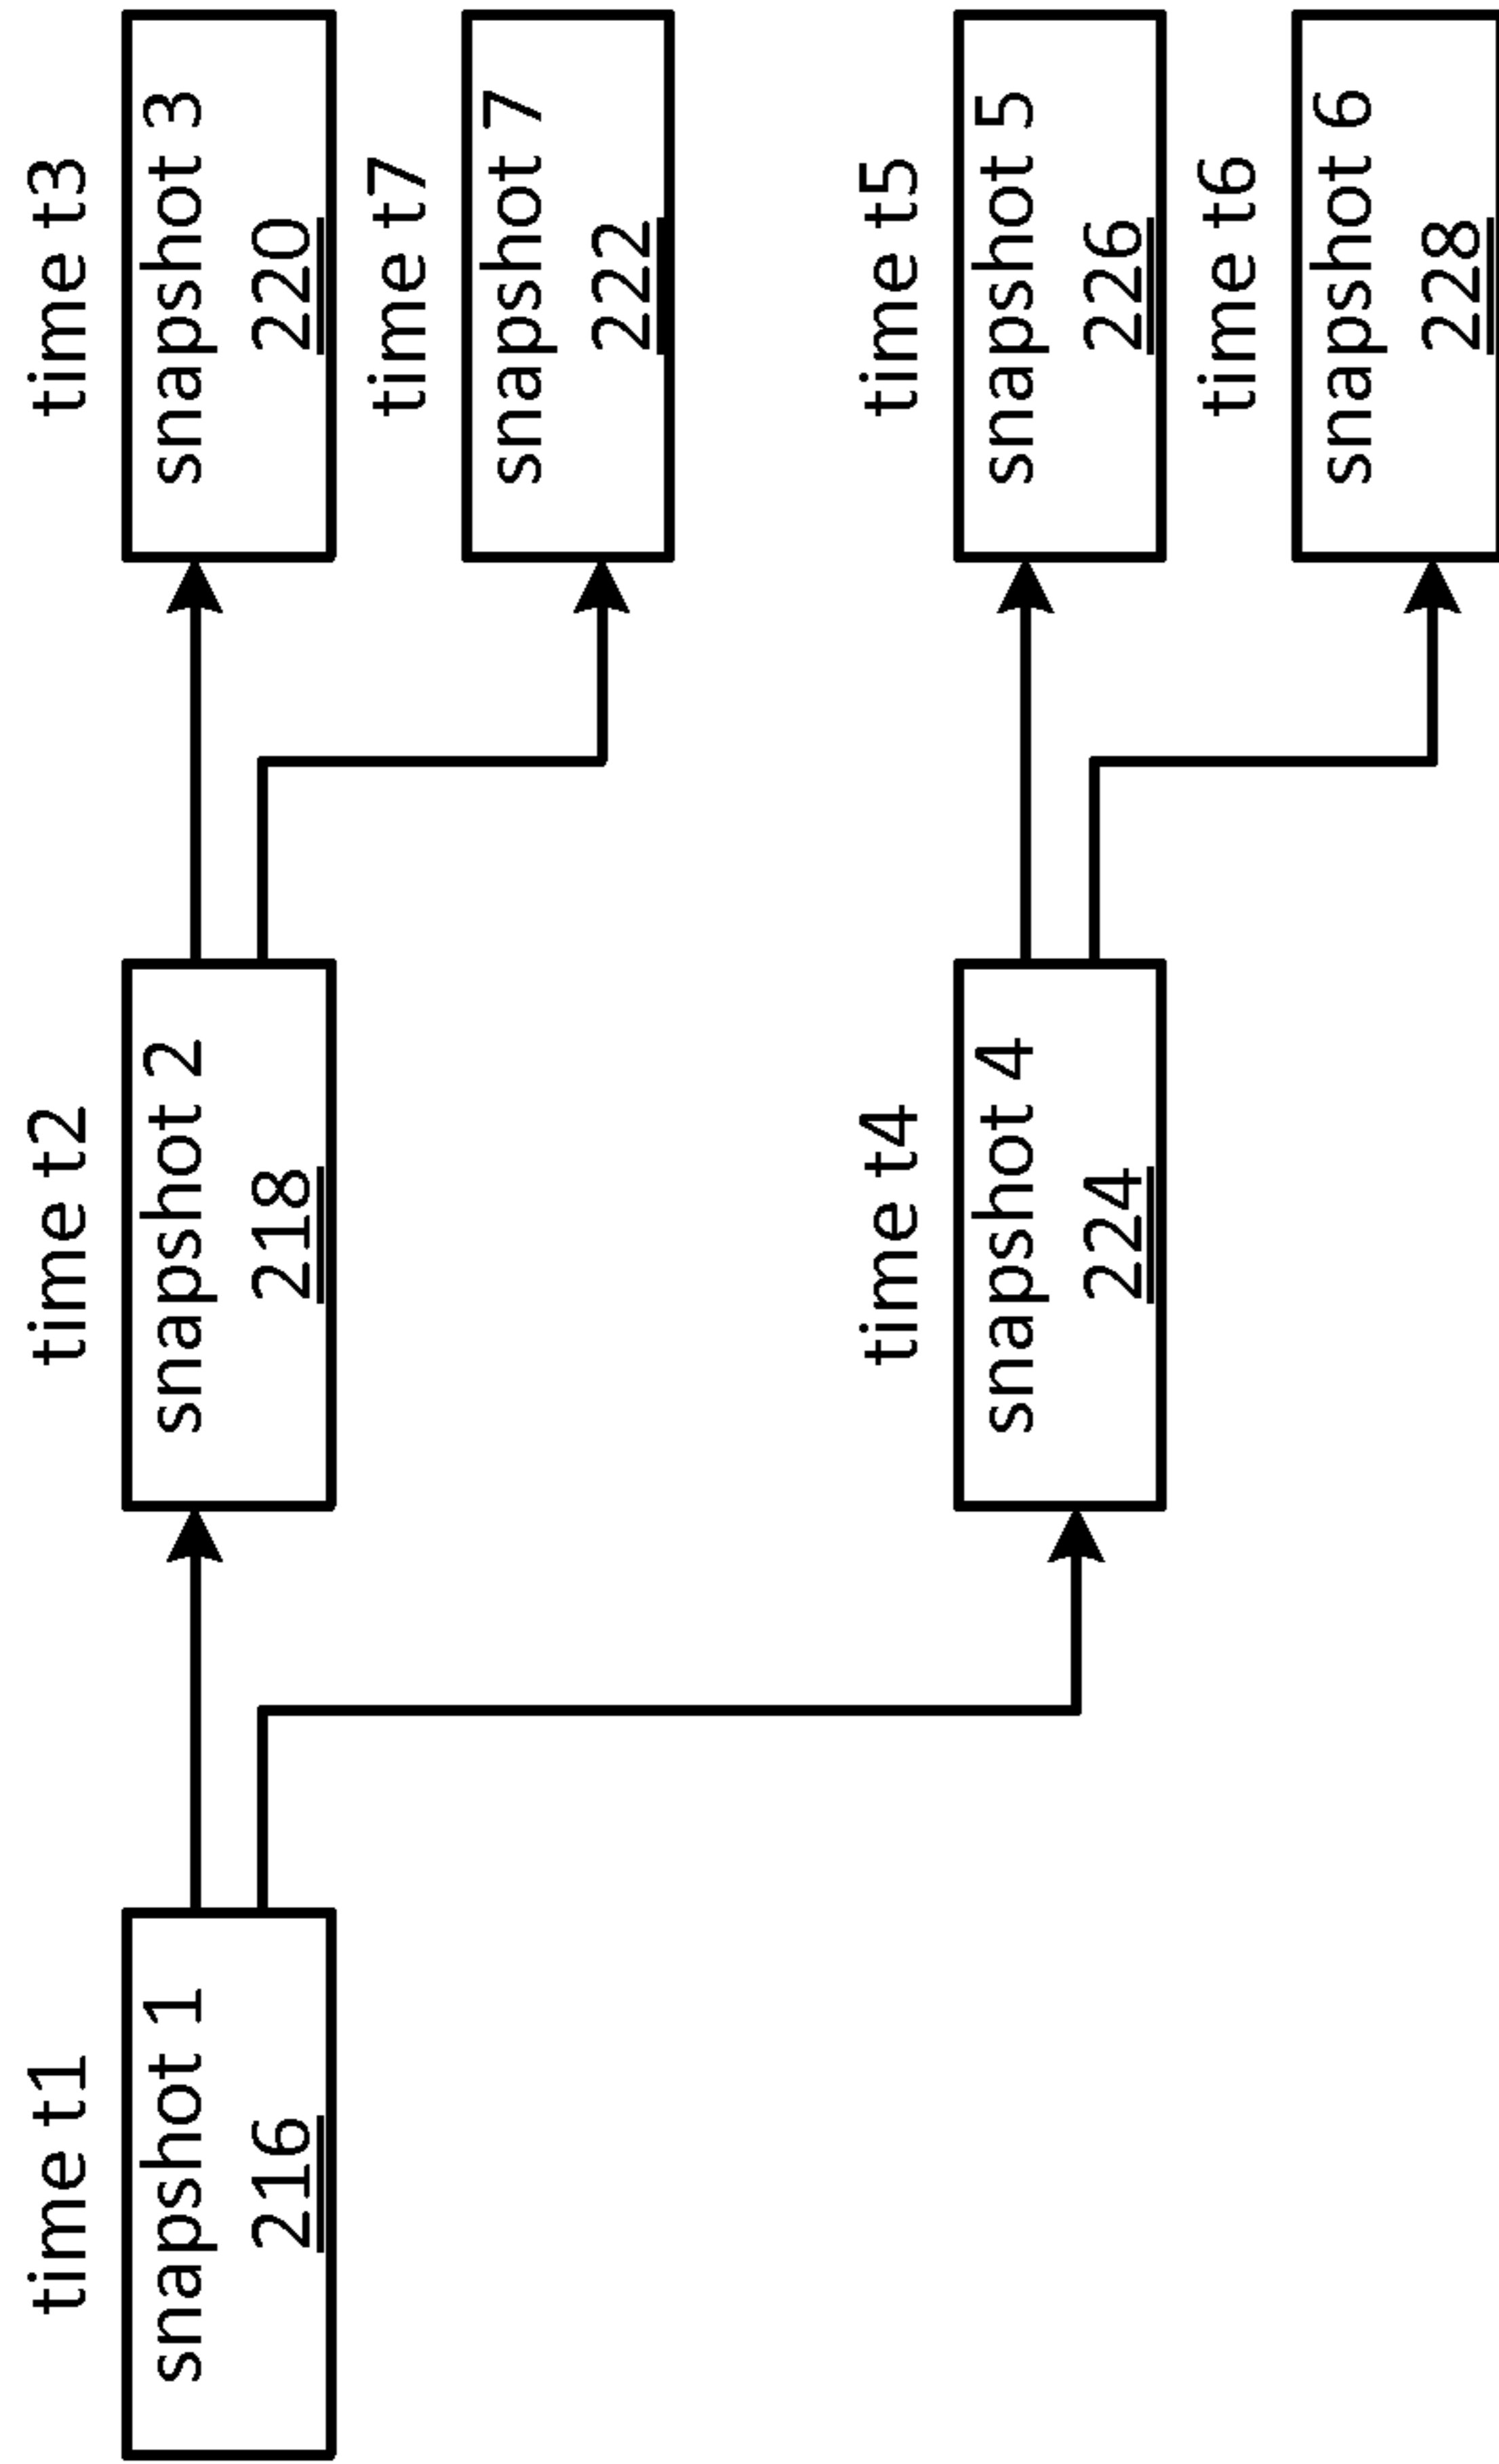 time t1
snapshot 1
216
time t2
snapshot 2
218
time t3
snapshot 3
220
time t7
snapshot 7
222
time t4
snapshot 4
224
time t5
snapshot 5
226
time t6
snapshot 6
228